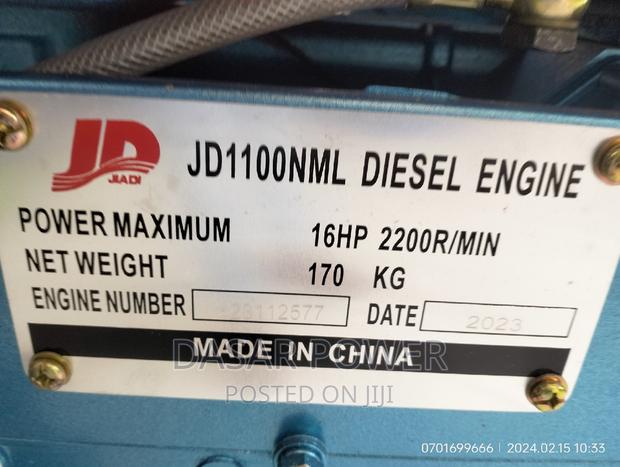 JD
JIADI
JD1100NML DIESEL ENGINE
POWER MAXIMUM 16HP 2200R/MIN
NET WEIGHT 170 KG
ENGINE NUMBER 23112577 DATE 2023
MADE IN CHINA
DASAR POWER
POSTED ON JIJI
0701699666 | 2024.02.15 10:33